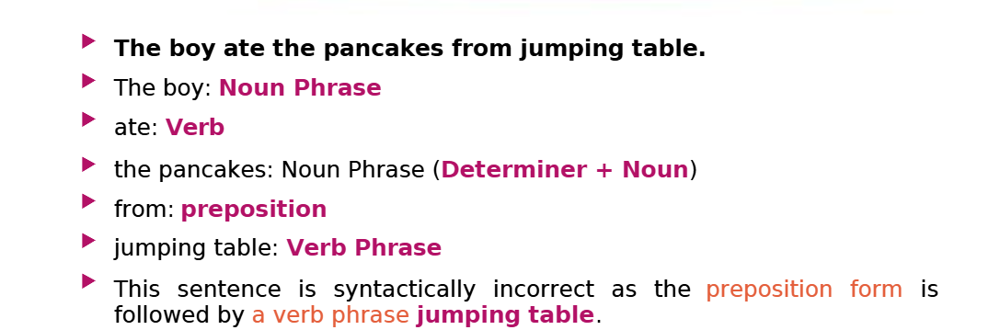 The boy ate the pancakes from jumping table.
The boy: Noun Phrase
ate: Verb
the pancakes: Noun Phrase (Determiner + Noun)
from: preposition
jumping table: Verb Phrase
This sentence is syntactically incorrect as the preposition form is
followed by a verb phrase jumping table.